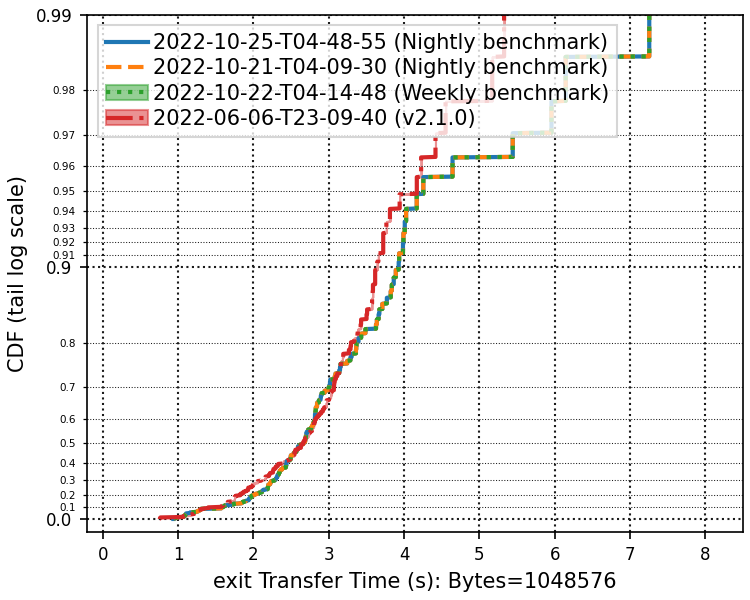 0.99
2022-10-25-T04-48-55 (Nightly benchmark)
2022-10-21-T04-09-30 (Nightly benchmark)
2022-10-22-T04-14-48 (Weekly benchmark)
2022-06-06-T23-09-40 (v2.1.0)
0.98
0.97
0.96
0.95
0.94
0.93
0.92
0.91
0.9
0.8
0.7
0.6
0.5
0.4
0.3
0.2
0.1
0.0
CDF (tail log scale)
0 1 2 3 4 5 6 7 8
exit Transfer Time (s): Bytes=1048576